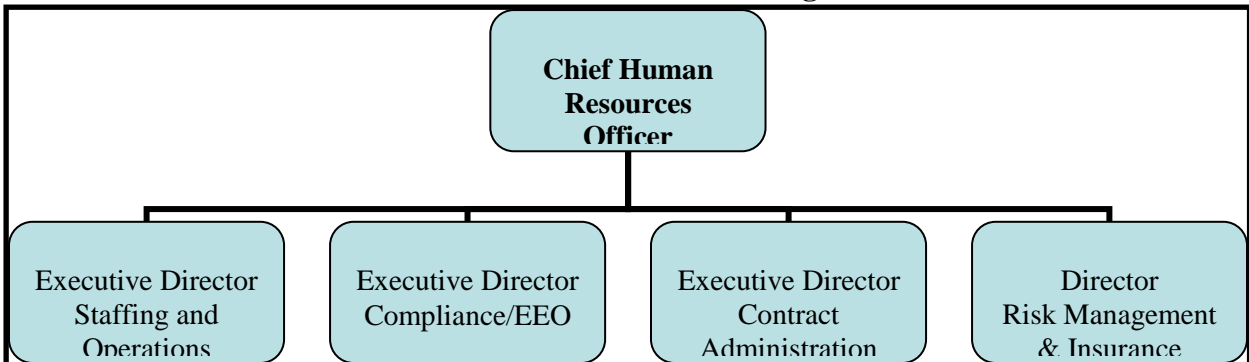 Chief Human
Resources
Officer
Executive Director
Staffing and
Operations
Executive Director
Compliance/EEO
Executive Director
Contract
Administration
Director
Risk Management
& Insurance